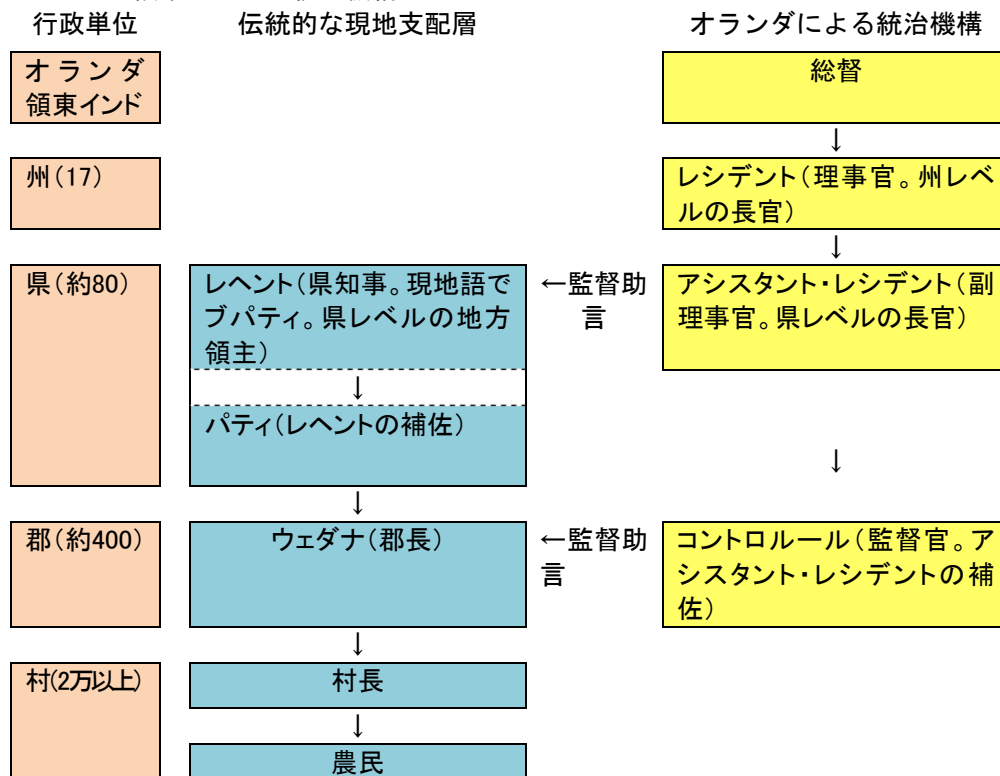 行政単位
伝統的な現地支配層
オランダによる統治機構
オランダ
領東インド
総督
↓
州(17)
レシデント(理事官。州レベ
ルの長官)
↓
県(約80)
レヘント(県知事。現地語で
ブパティ。県レベルの地方
領主)
←監督助
言
アシスタント・レシデント(副
理事官。県レベルの長官)
↓
パティ(レヘントの補佐)
↓
↓
郡(約400)
ウェダナ(郡長)
←監督助
言
コントロルール(監督官。ア
シスタント・レシデントの補
佐)
↓
村(2万以上)
村長
↓
農民